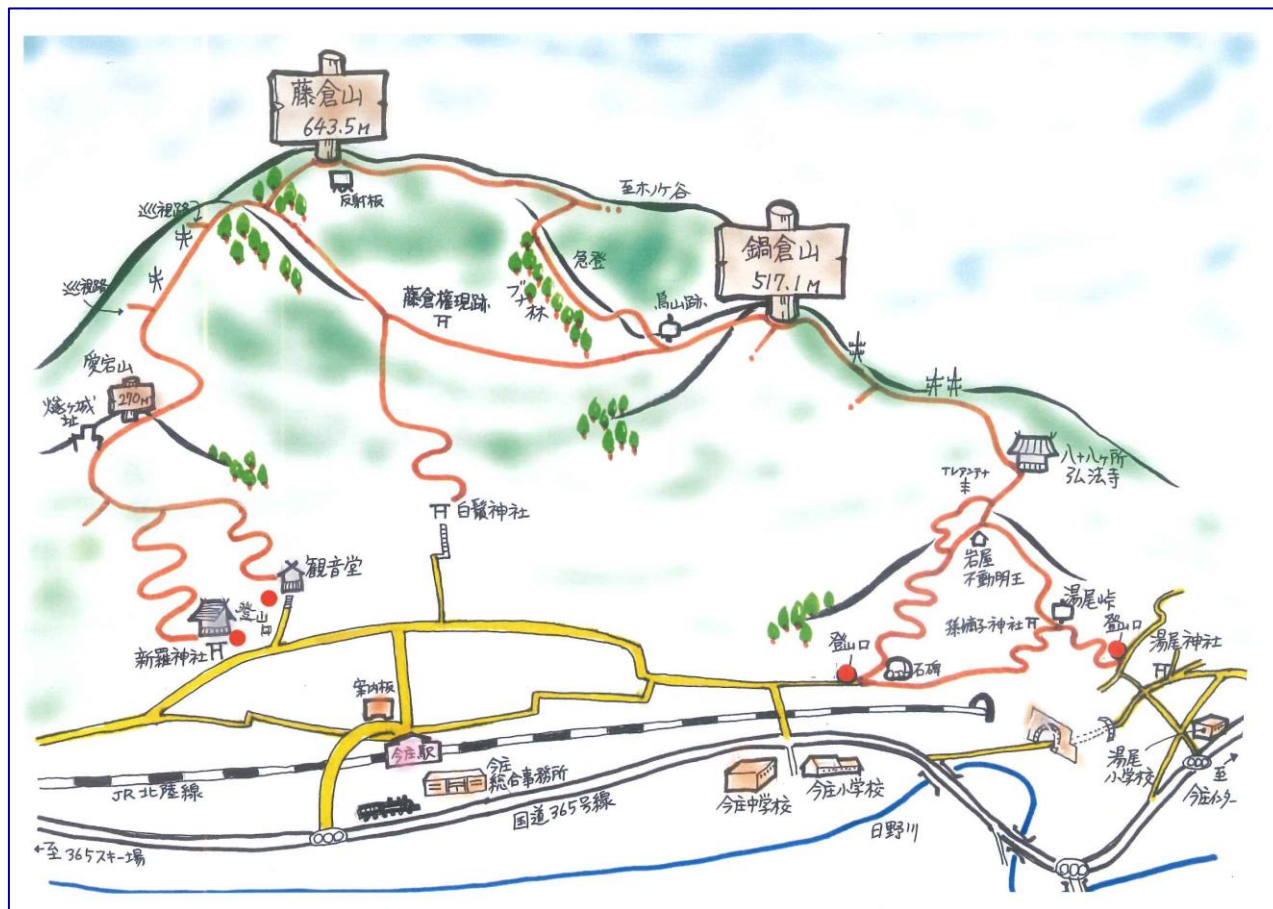 藤倉山
643.5M
反射板
至ホノケ谷
巡視路
巡視路
鍋倉山
517.1M
急登
ブナ林
鳥山跡
藤倉権現跡
愛宕山
270M
燧ヶ城
址
八十八ヶ所
弘法寺
TVアンテナ
白鬚神社
岩屋
不動明王
観音堂
登山口
新羅神社
湯尾峠
孫嫡子神社
登山口
湯尾神社
登山口
石碑
案内板
今庄駅
今庄
総合事務所
JR北陸線
国道365号線
今庄中学校
今庄小学校
日野川
湯尾
小学校
至
今庄インター
←至365スキー場